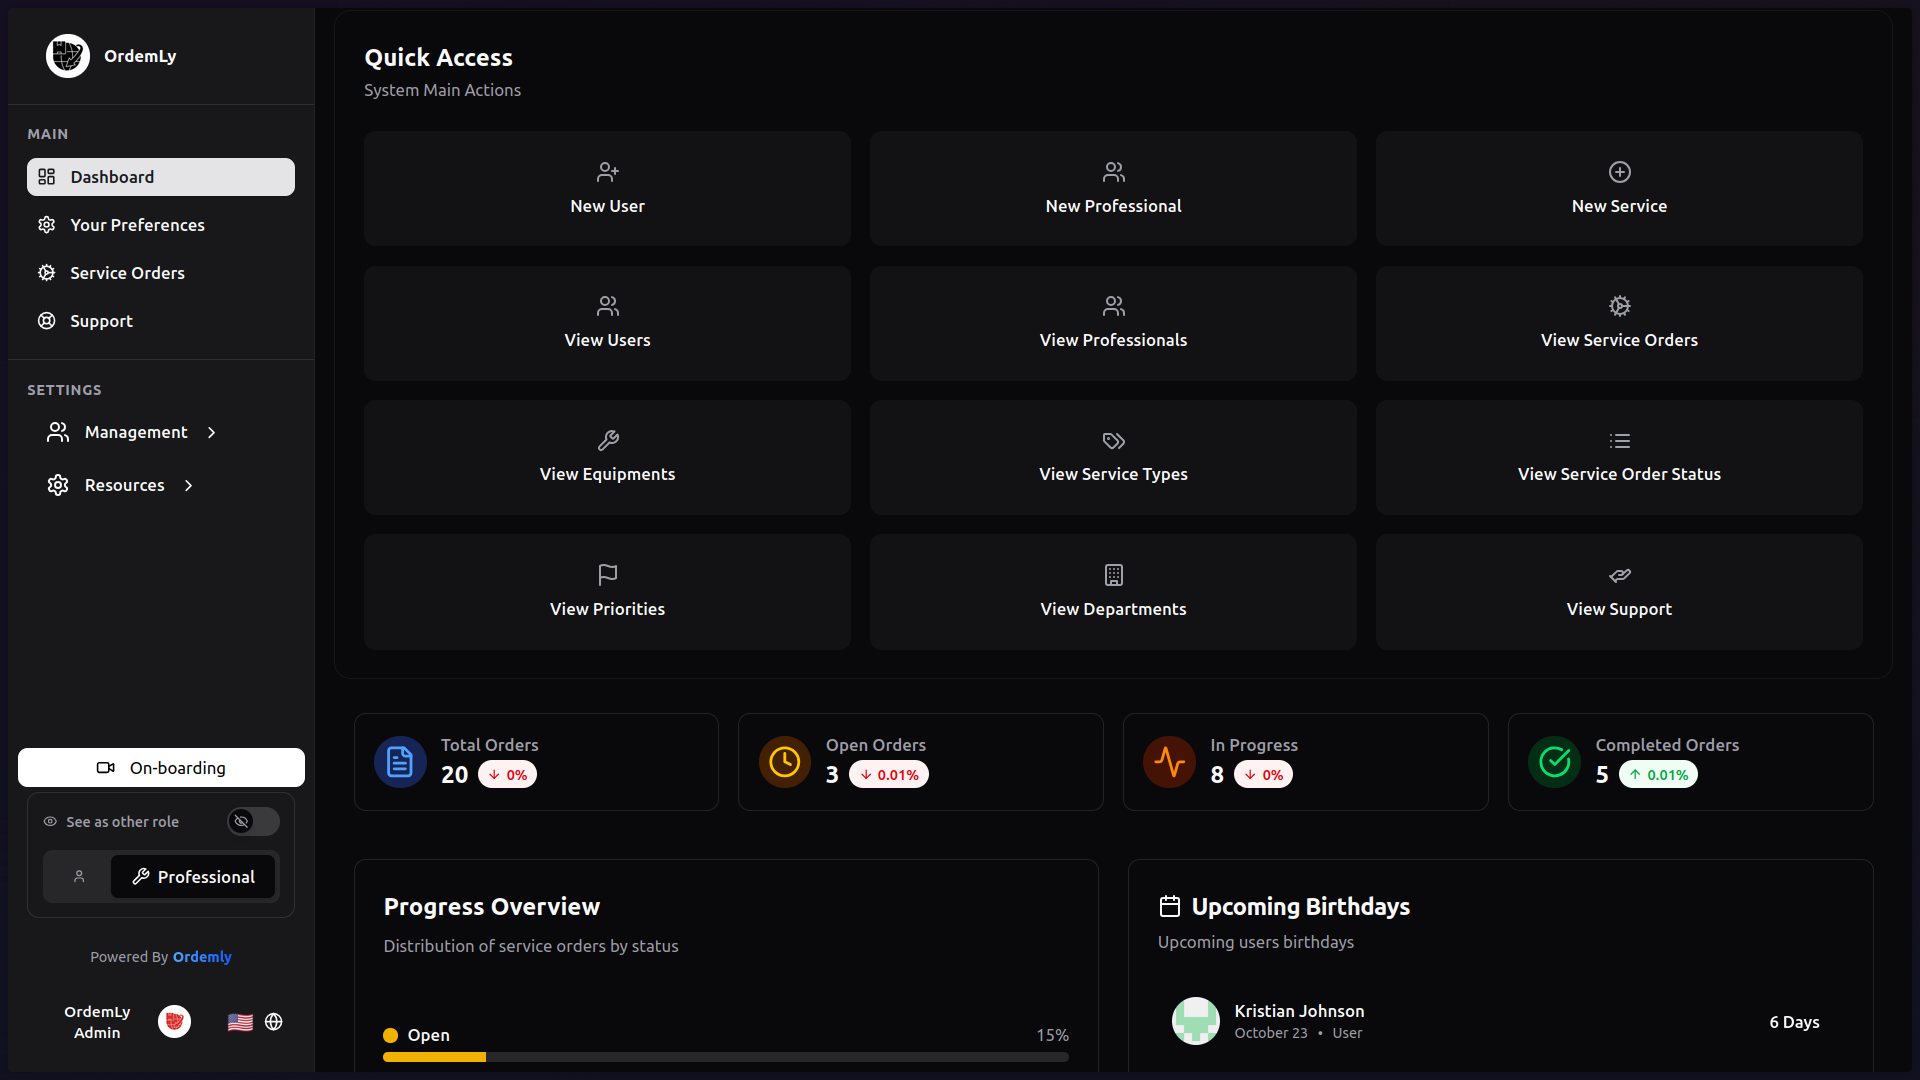 OrdemLy
MAIN
Dashboard
Your Preferences
Service Orders
Support
SETTINGS
Management
Resources
On-boarding
See as other role
Professional
Powered By Ordemly
OrdemLy
Admin
Quick Access
System Main Actions
New User
New Professional
New Service
View Users
View Professionals
View Service Orders
View Equipments
View Service Types
View Service Order Status
View Priorities
View Departments
View Support
Total Orders
20 0%
Open Orders
3 0.01%
In Progress
8 0%
Completed Orders
5 0.01%
Progress Overview
Distribution of service orders by status
Open 15%
Upcoming Birthdays
Upcoming users birthdays
Kristian Johnson
October 23 • User
6 Days